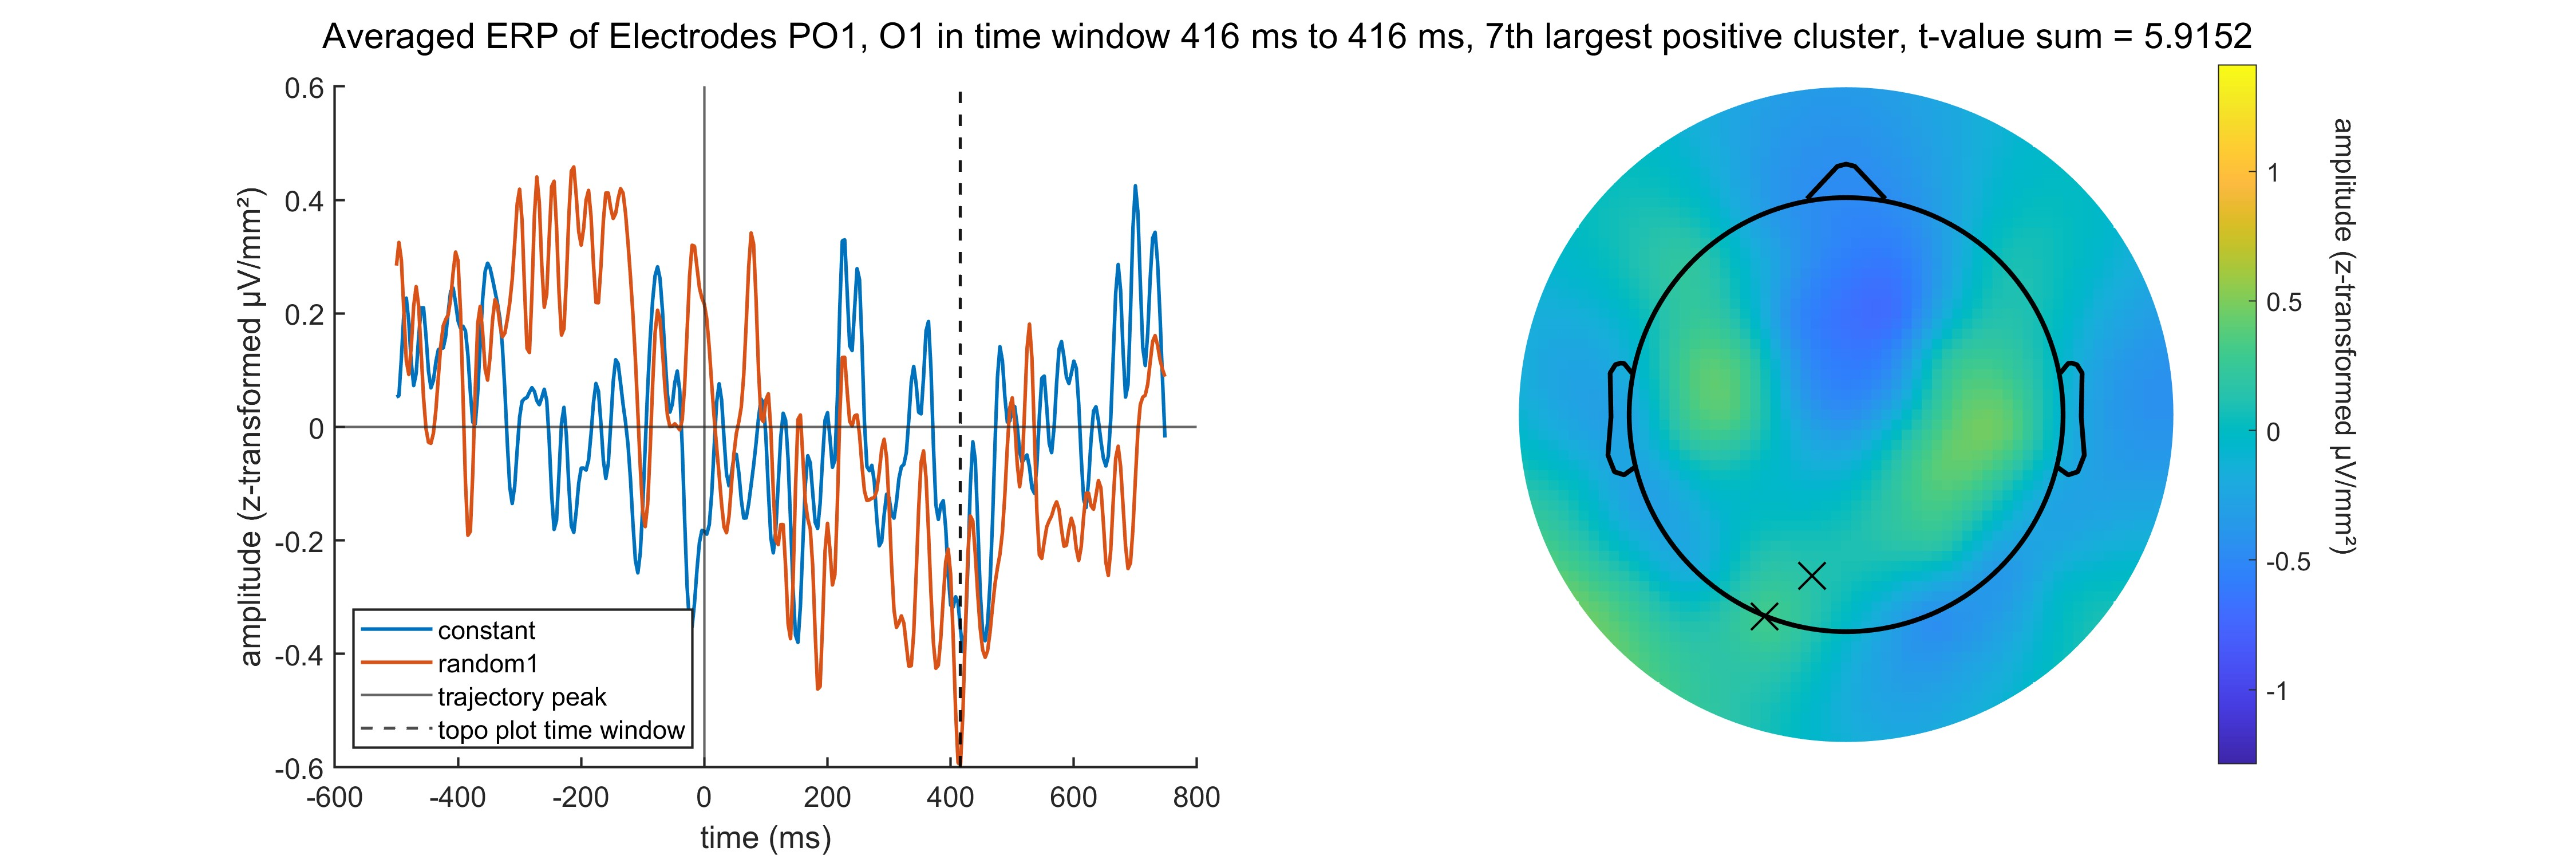 Averaged ERP of Electrodes PO1, O1 in time window 416 ms to 416 ms, 7th largest positive cluster, t-value sum = 5.9152
amplitude (z-transformed µV/mm²)
0.6
0.4
0.2
0
-0.2
-0.4
-0.6
-600
-400
-200
0
200
400
600
800
time (ms)
constant
random1
trajectory peak
topo plot time window
1
0.5
0
-0.5
-1
amplitude (z-transformed µV/mm²)